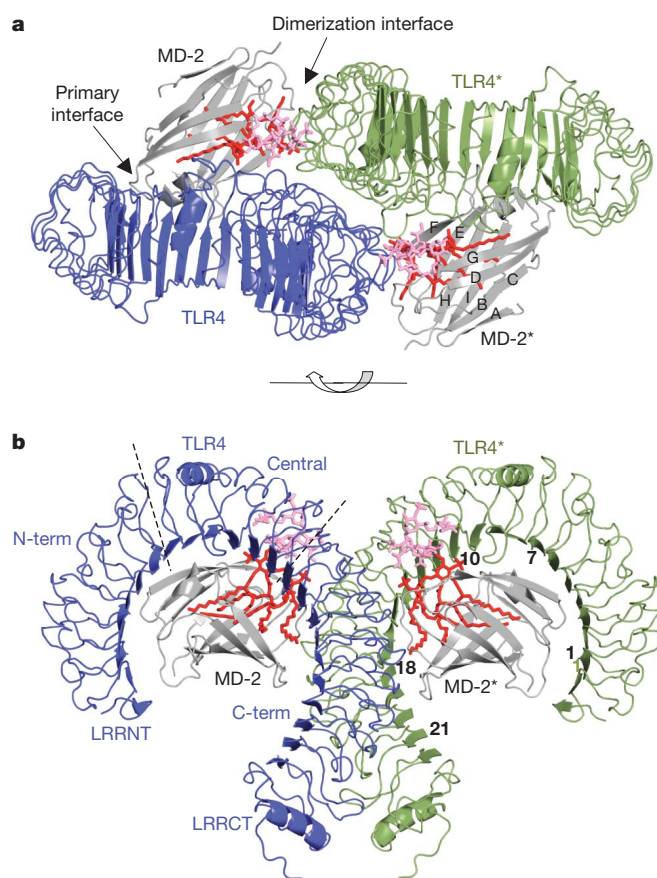 a
Dimerization interface
MD-2
TLR4*
Primary
interface
F
E
G
D
C
H
I
B
A
TLR4
MD-2*
b
TLR4
TLR4*
Central
N-term
10
7
1
MD-2
MD-2*
18
LRRNT
C-term
21
LRRCT